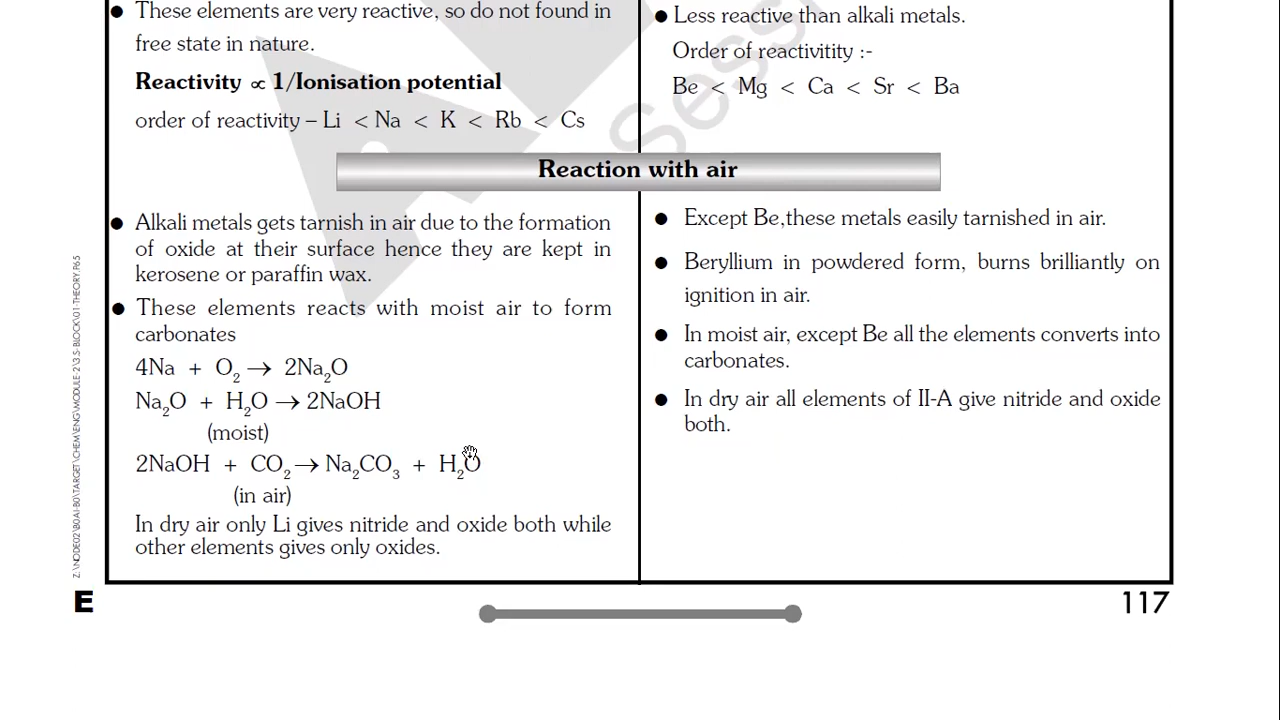 • These elements are very reactive, so do not found in
free state in nature.
Reactivity ∝ 1/Ionisation potential
order of reactivity – Li < Na < K < Rb < Cs
• Less reactive than alkali metals.
Order of reactivitity :-
Be < Mg < Ca < Sr < Ba
Reaction with air
• Alkali metals gets tarnish in air due to the formation
of oxide at their surface hence they are kept in
kerosene or paraffin wax.
• These elements reacts with moist air to form
carbonates
4Na + O₂ → 2Na₂O
Na₂O + H₂O → 2NaOH
(moist)
2NaOH + CO₂ → Na₂CO₃ + H₂O
(in air)
In dry air only Li gives nitride and oxide both while
other elements gives only oxides.
• Except Be,these metals easily tarnished in air.
• Beryllium in powdered form, burns brilliantly on
ignition in air.
• In moist air, except Be all the elements converts into
carbonates.
• In dry air all elements of II-A give nitride and oxide
both.
E
117